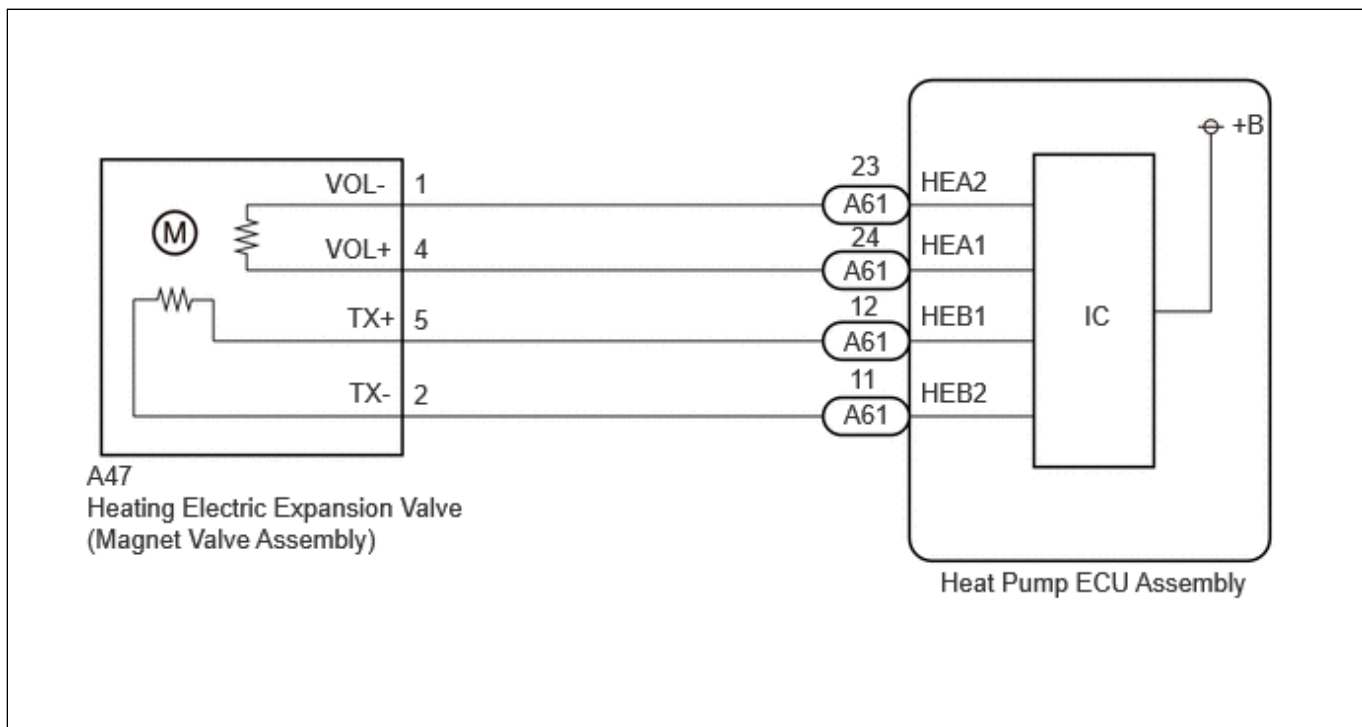 +B
23
VOL- 1 A61 HEA2
24
M VOL+ 4 A61 HEA1
12
TX+ 5 A61 HEB1 IC
11
TX- 2 A61 HEB2
A47
Heating Electric Expansion Valve
(Magnet Valve Assembly)
Heat Pump ECU Assembly